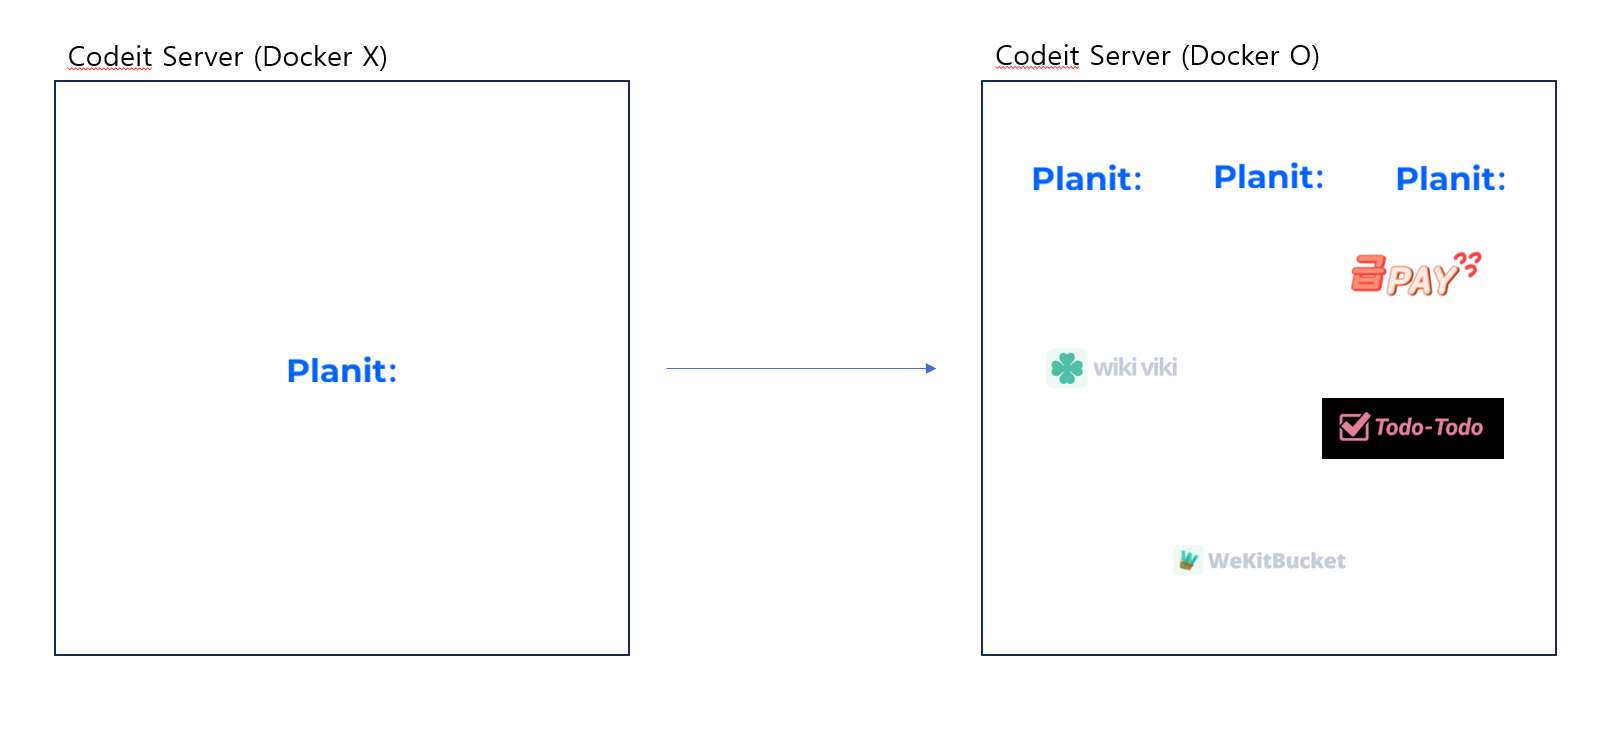 Codeit Server (Docker X)
Codeit Server (Docker O)
Planit:
Planit:
Planit:
Planit:
PAY
wiki viki
Todo-Todo
WeKitBucket